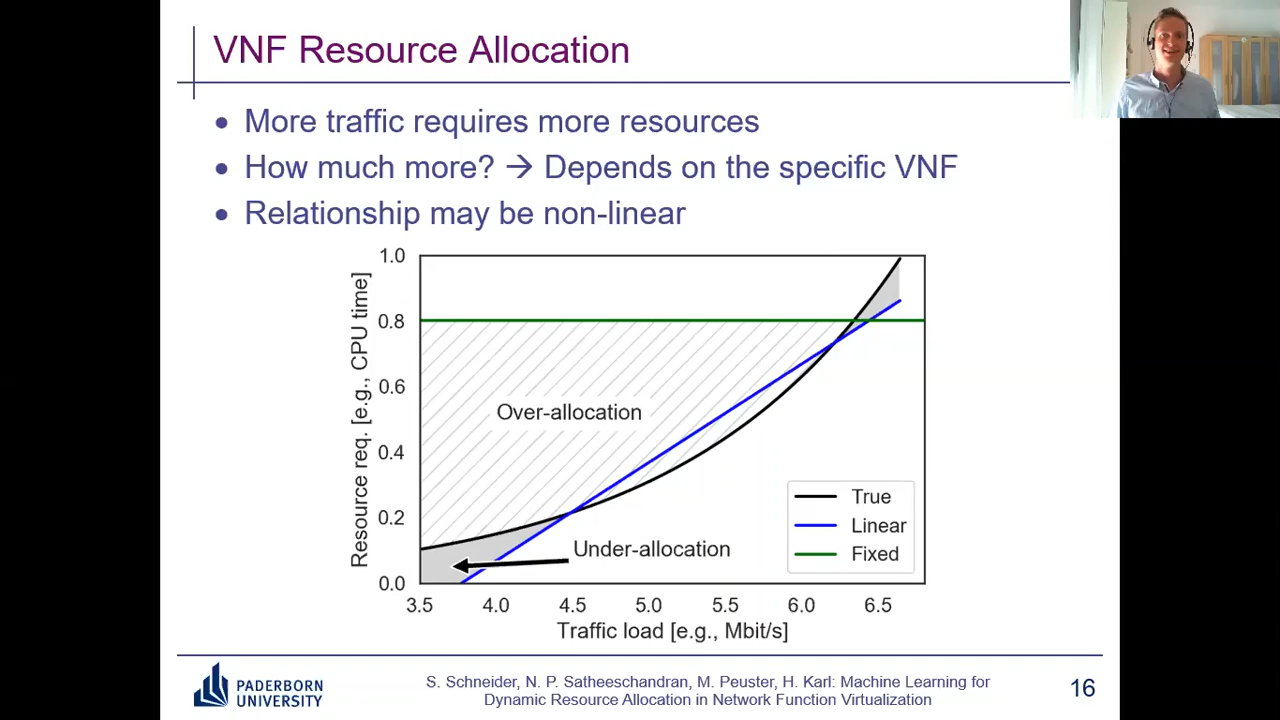 VNF Resource Allocation
• More traffic requires more resources
• How much more? → Depends on the specific VNF
• Relationship may be non-linear
Resource req. [e.g., CPU time]
1.0
0.8
0.6
0.4
0.2
0.0
Over-allocation
Under-allocation
True
Linear
Fixed
3.5 4.0 4.5 5.0 5.5 6.0 6.5
Traffic load [e.g., Mbit/s]
PADERBORN
UNIVERSITY
S. Schneider, N. P. Satheeschandran, M. Peuster, H. Karl: Machine Learning for
Dynamic Resource Allocation in Network Function Virtualization
16